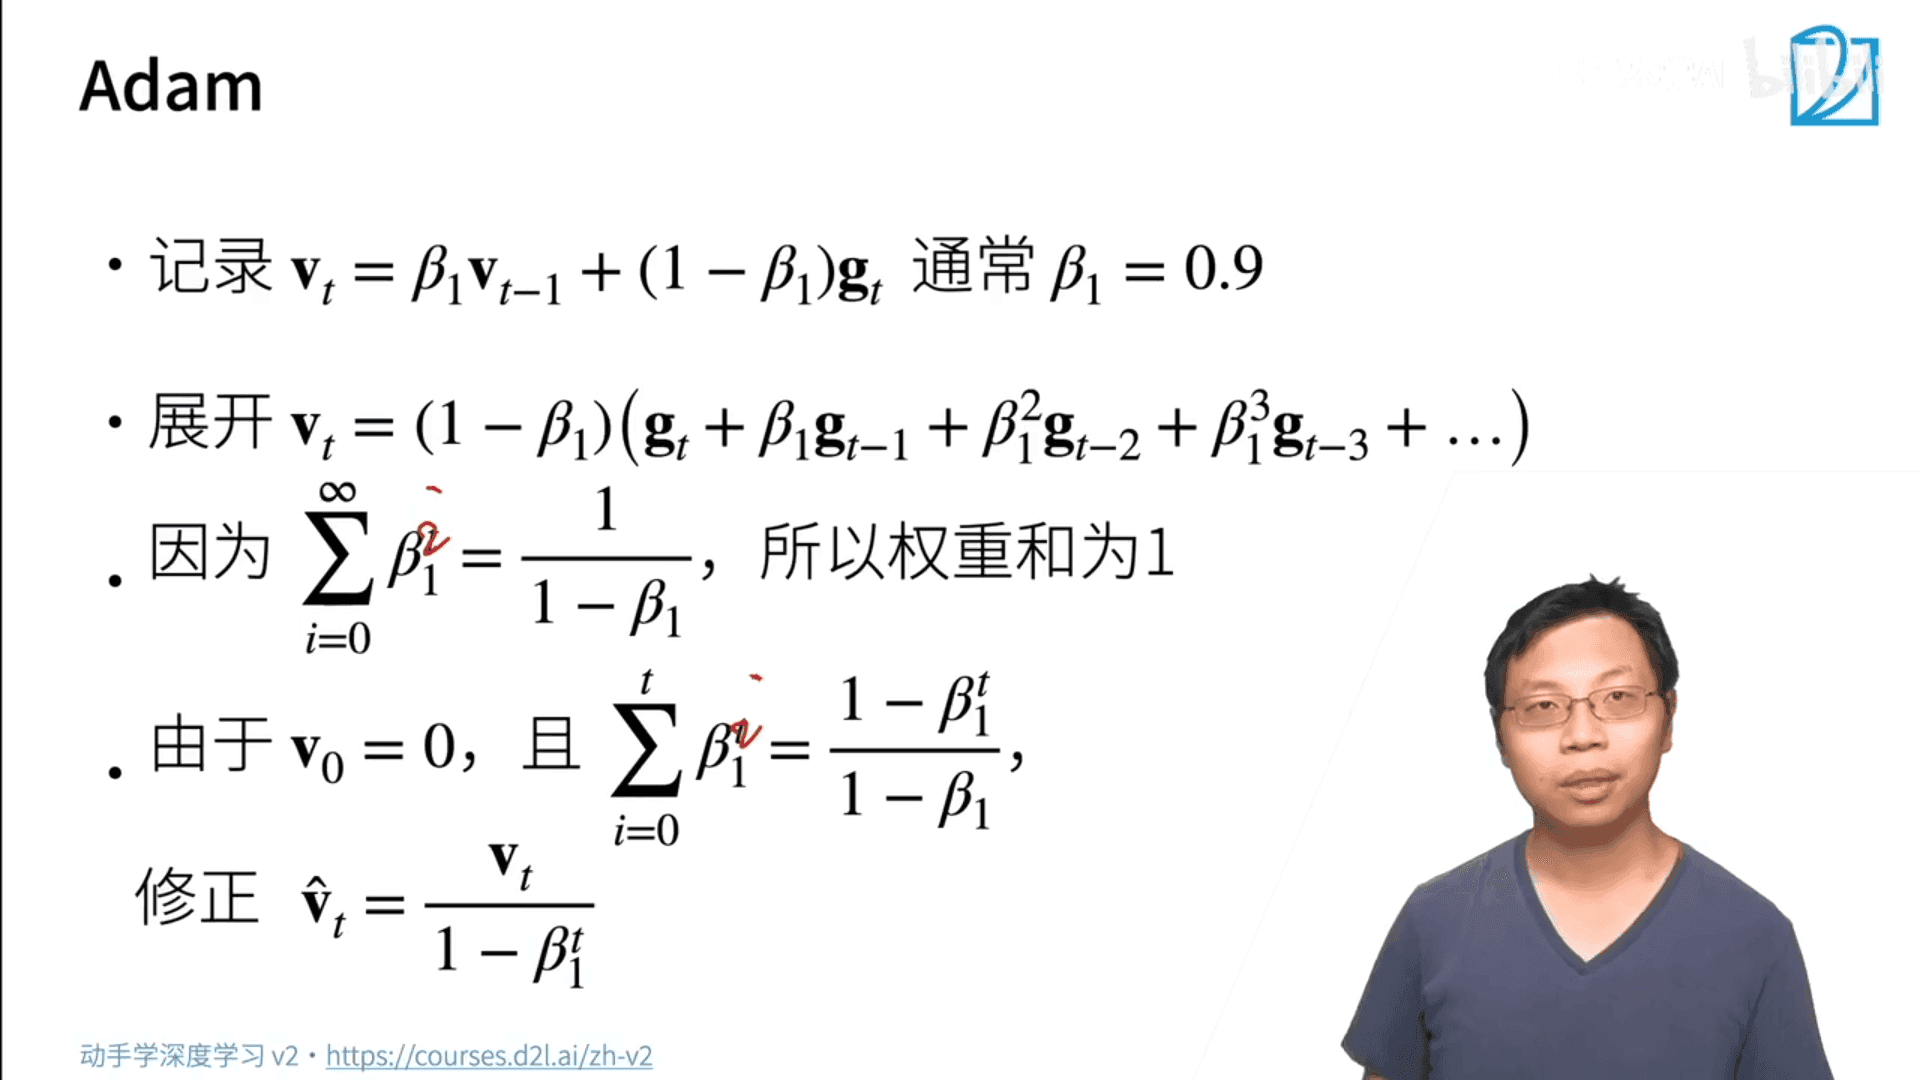 Adam
bilibili
• 记录 $\mathbf{v}_t = \beta_1 \mathbf{v}_{t-1} + (1 - \beta_1)\mathbf{g}_t$ 通常 $\beta_1 = 0.9$
• 展开 $\mathbf{v}_t = (1 - \beta_1)\left(\mathbf{g}_t + \beta_1 \mathbf{g}_{t-1} + \beta_1^2 \mathbf{g}_{t-2} + \beta_1^3 \mathbf{g}_{t-3} + \ldots\right)$
• 因为 $\sum_{i=0}^{\infty} \beta_1^i = \frac{1}{1 - \beta_1}$，所以权重和为1
• 由于 $\mathbf{v}_0 = 0$，且 $\sum_{i=0}^{t} \beta_1^i = \frac{1 - \beta_1^t}{1 - \beta_1}$，
修正 $\hat{\mathbf{v}}_t = \frac{\mathbf{v}_t}{1 - \beta_1^t}$
动手学深度学习 v2 • https://courses.d2l.ai/zh-v2